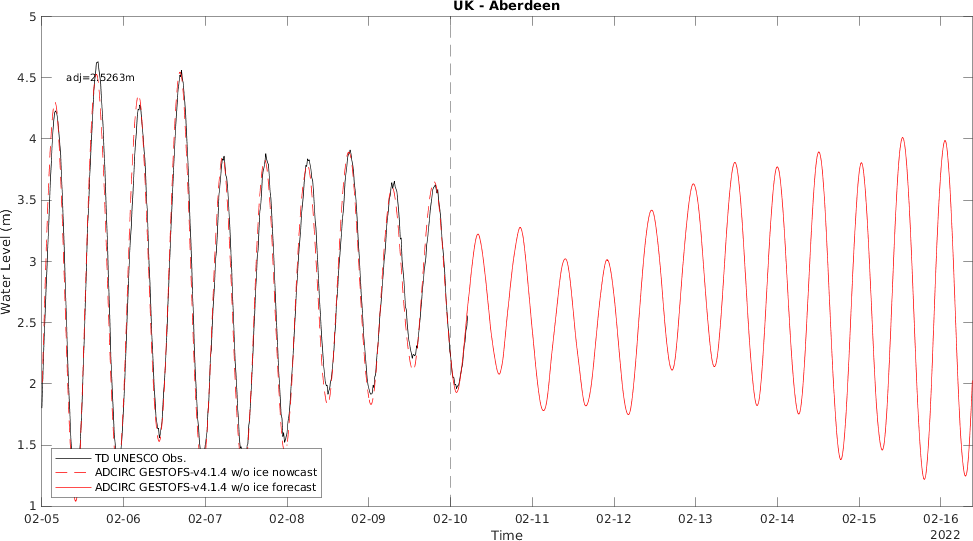 UK - Aberdeen
5
4.5
4
3.5
3
2.5
2
1.5
1
Water Level (m)
adj=2.5263m
TD UNESCO Obs.
ADCIRC GESTOFS-v4.1.4 w/o ice nowcast
ADCIRC GESTOFS-v4.1.4 w/o ice forecast
02-05 02-06 02-07 02-08 02-09 02-10 02-11 02-12 02-13 02-14 02-15 02-16
Time
2022